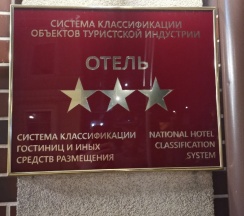 СИСТЕМА КЛАССИФИКАЦИИ
ОБЪЕКТОВ ТУРИСТСКОЙ ИНДУСТРИИ
ОТЕЛЬ
СИСТЕМА КЛАССИФИКАЦИИ
ГОСТИНИЦ И ИНЫХ
СРЕДСТВ РАЗМЕЩЕНИЯ
NATIONAL HOTEL
CLASSIFICATION
SYSTEM